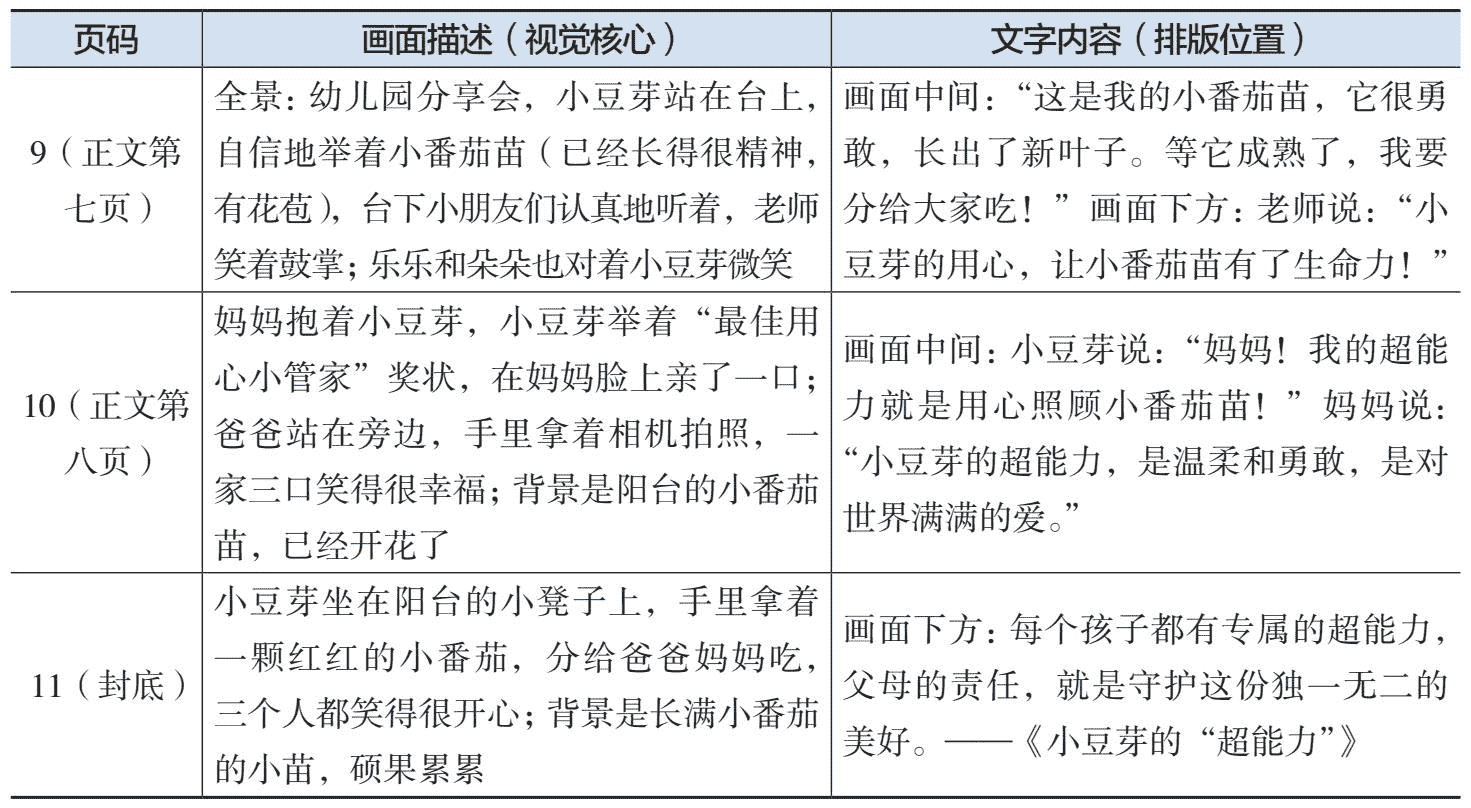 页码
画面描述（视觉核心）
文字内容（排版位置）
9（正文第
七页）
全景：幼儿园分享会，小豆芽站在台上，
自信地举着小番茄苗（已经长得很精神，
有花苞），台下小朋友们认真地听着，老师
笑着鼓掌；乐乐和朵朵也对着小豆芽微笑
画面中间：“这是我的小番茄苗，它很勇
敢，长出了新叶子。等它成熟了，我要
分给大家吃！”画面下方：老师说：“小
豆芽的用心，让小番茄苗有了生命力！”
10（正文第
八页）
妈妈抱着小豆芽，小豆芽举着“最佳用
心小管家”奖状，在妈妈脸上亲了一口；
爸爸站在旁边，手里拿着相机拍照，一
家三口笑得很幸福；背景是阳台的小番茄
苗，已经开花了
画面中间：小豆芽说：“妈妈！我的超能
力就是用心照顾小番茄苗！”妈妈说：
“小豆芽的超能力，是温柔和勇敢，是对
世界满满的爱。”
11（封底）
小豆芽坐在阳台的小凳子上，手里拿着
一颗红红的小番茄，分给爸爸妈妈吃，
三个人都笑得很开心；背景是长满小番茄
的小苗，硕果累累
画面下方：每个孩子都有专属的超能力，
父母的责任，就是守护这份独一无二的
美好。——《小豆芽的“超能力”》